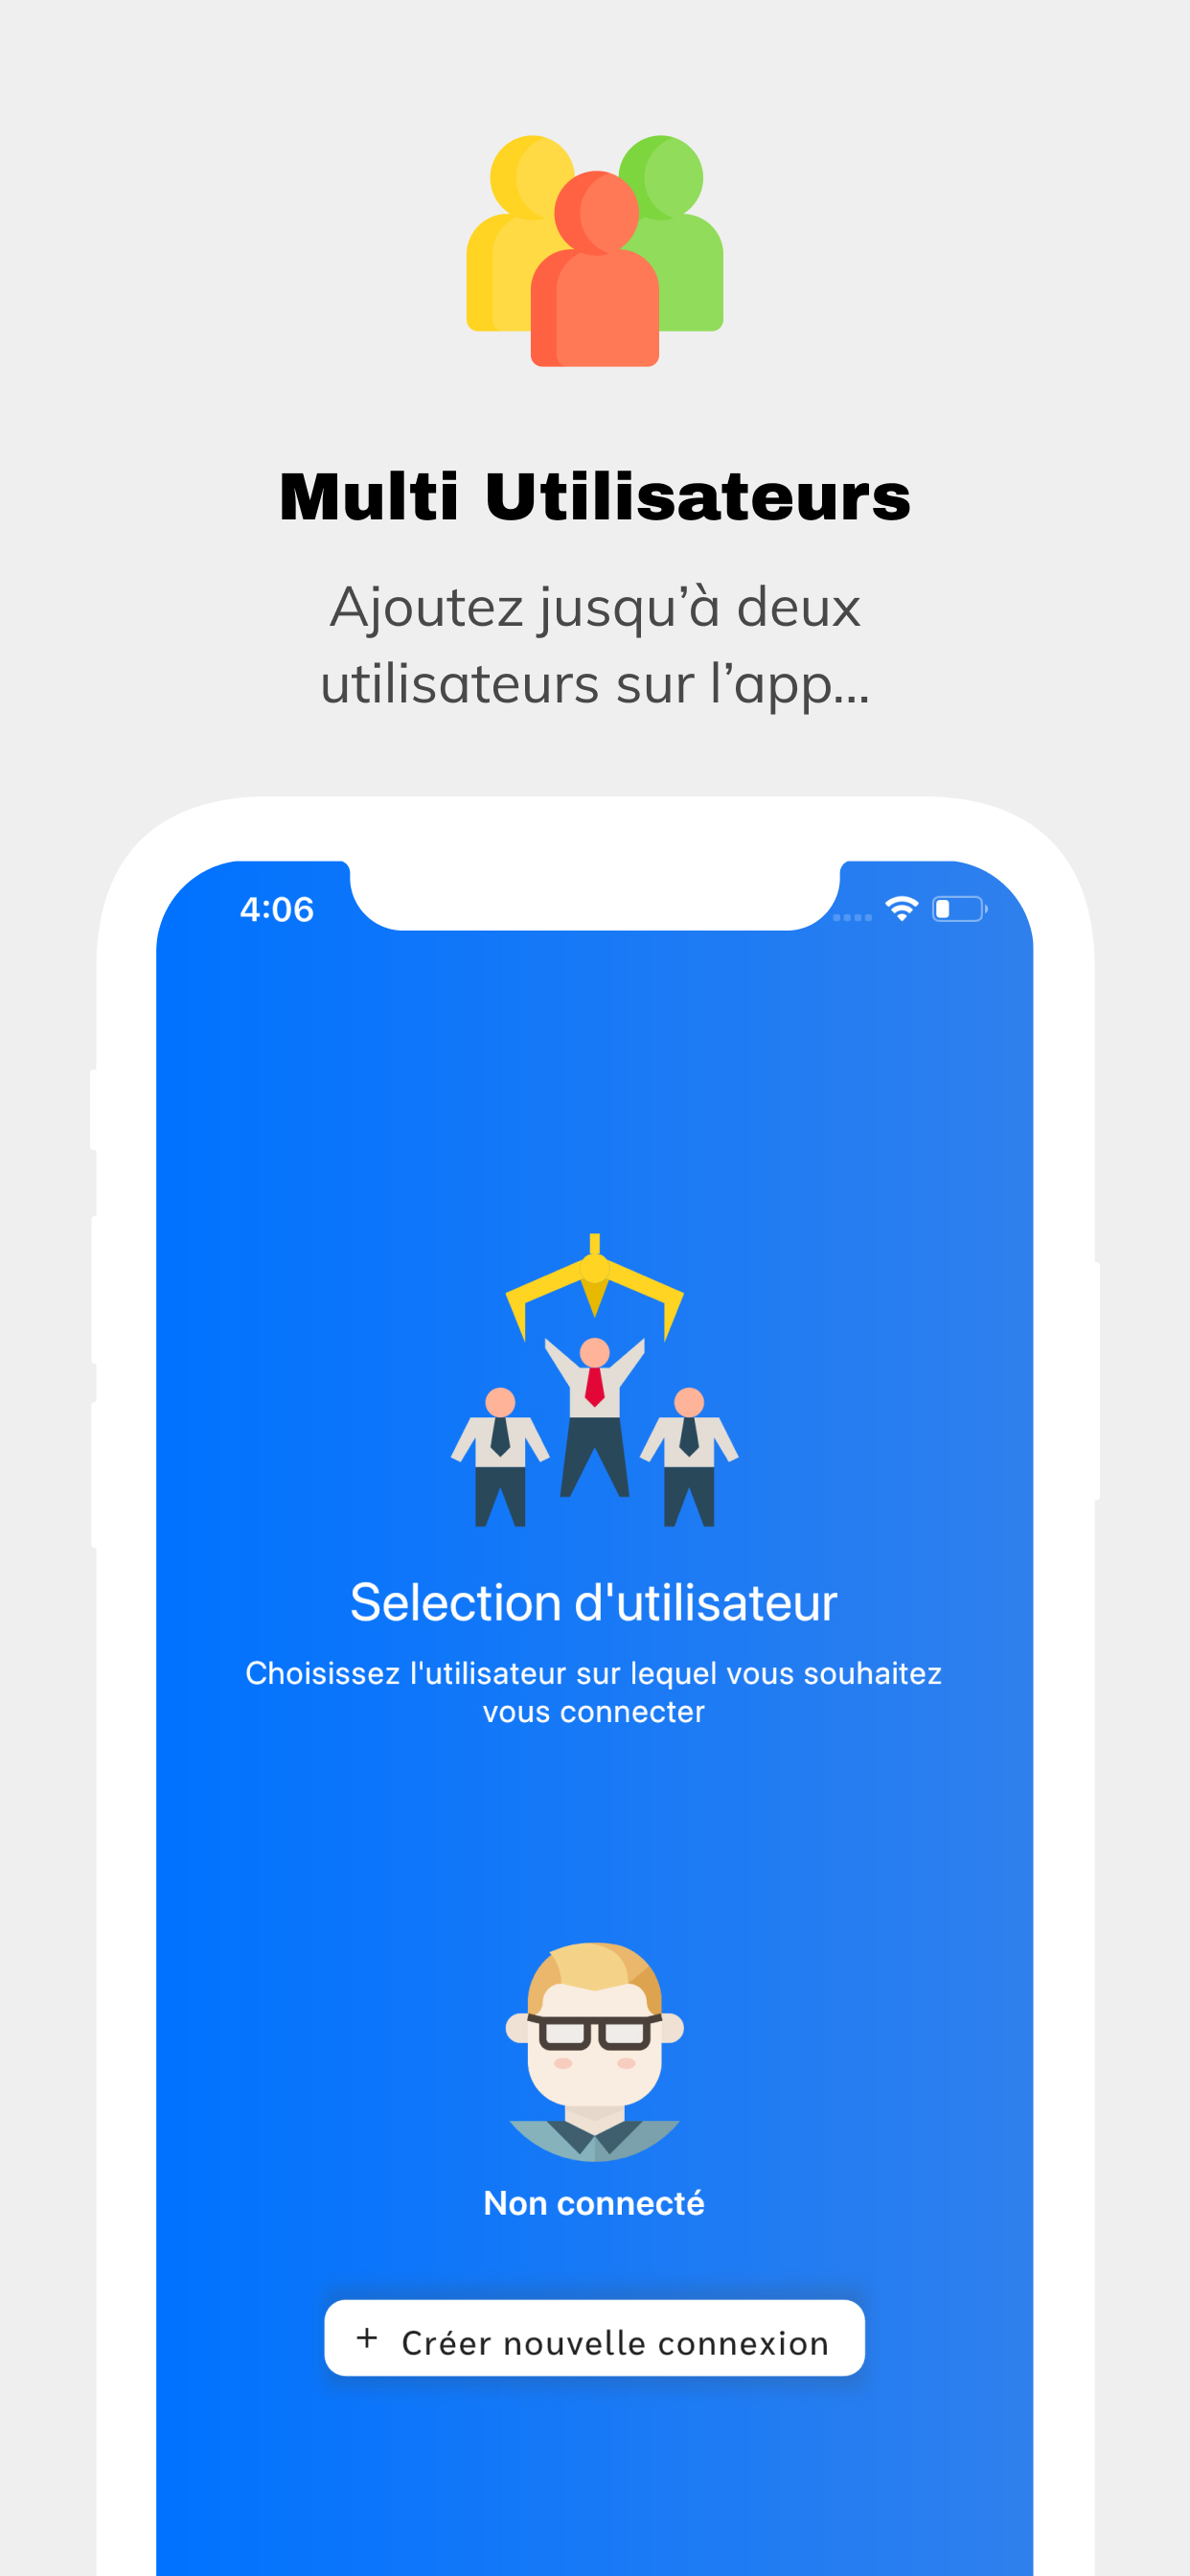 Multi Utilisateurs
Ajoutez jusqu’à deux
utilisateurs sur l’app...
4:06
Selection d'utilisateur
Choisissez l'utilisateur sur lequel vous souhaitez
vous connecter
Non connecté
+ Créer nouvelle connexion